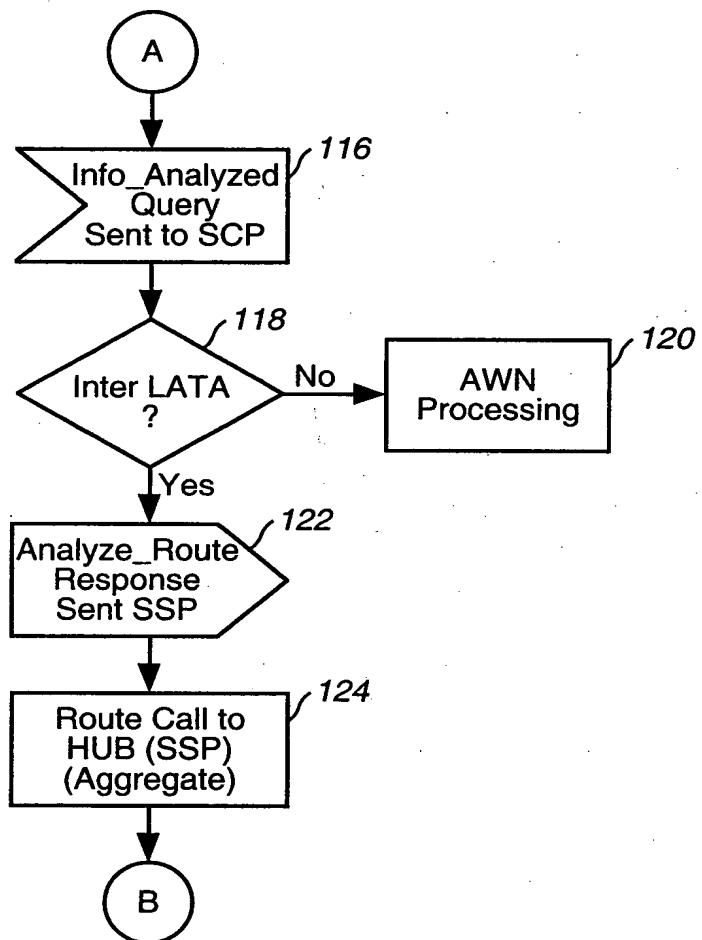 A
116
Info_Analyzed
Query
Sent to SCP
118
Inter LATA
?
No
120
AWN
Processing
Yes
122
Analyze_Route
Response
Sent SSP
124
Route Call to
HUB (SSP)
(Aggregate)
B